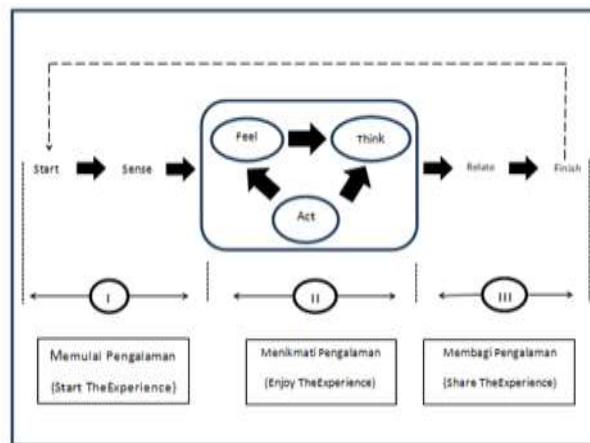 Feel
Think
Start
Sense
Relate
Finish
Act
I
II
III
Memulai Pengalaman
(Start TheExperience)
Menikmati Pengalaman
(Enjoy TheExperience)
Membagi Pengalaman
(Share TheExperience)